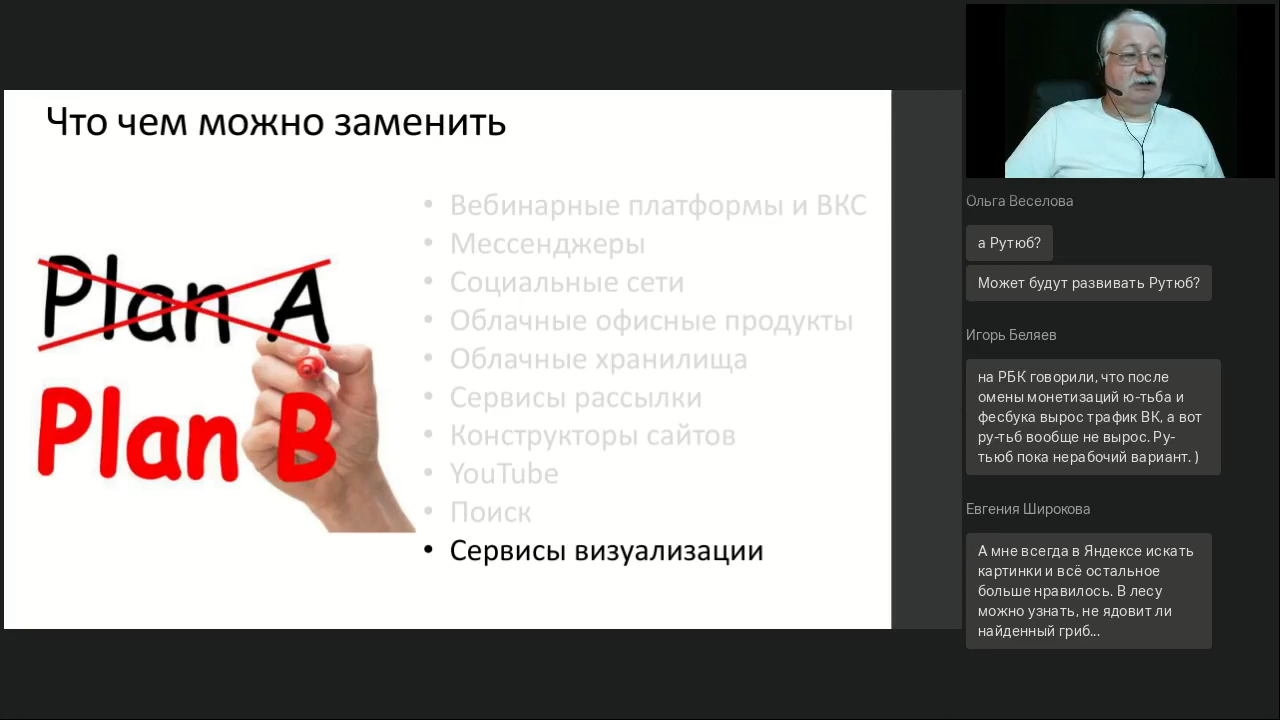 Что чем можно заменить
Plan A
Plan B
• Вебинарные платформы и ВКС
• Мессенджеры
• Социальные сети
• Облачные офисные продукты
• Облачные хранилища
• Сервисы рассылки
• Конструкторы сайтов
• YouTube
• Поиск
• Сервисы визуализации
Ольга Веселова
а Рутюб?
Может будут развивать Рутюб?
Игорь Беляев
на РБК говорили, что после
омены монетизаций ю-тьба и
фесбука вырос трафик ВК, а вот
ру-тьб вообще не вырос. Ру-
тьюб пока нерабочий вариант. )
Евгения Широкова
А мне всегда в Яндексе искать
картинки и всё остальное
больше нравилось. В лесу
можно узнать, не ядовит ли
найденный гриб...